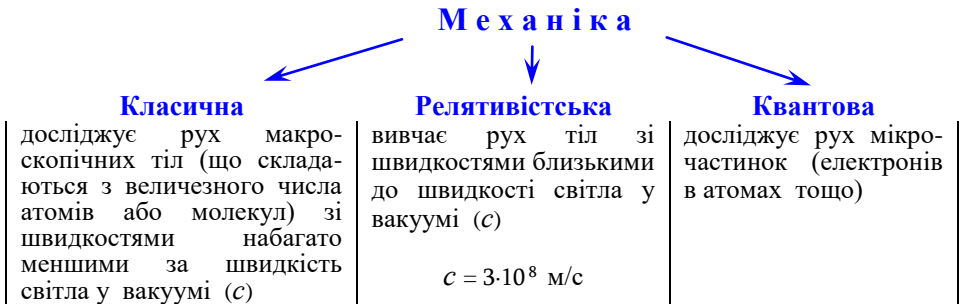 Механіка
Класична
досліджує рух макро-
скопічних тіл (що склада-
ються з величезного числа
атомів або молекул) зі
швидкостями набагато
меншими за швидкість
світла у вакуумі (c)
Релятивістська
вивчає рух тіл зі
швидкостями близькими
до швидкості світла у
вакуумі (c)
c = 3·10⁸ м/с
Квантова
досліджує рух мікро-
частинок (електронів
в атомах тощо)